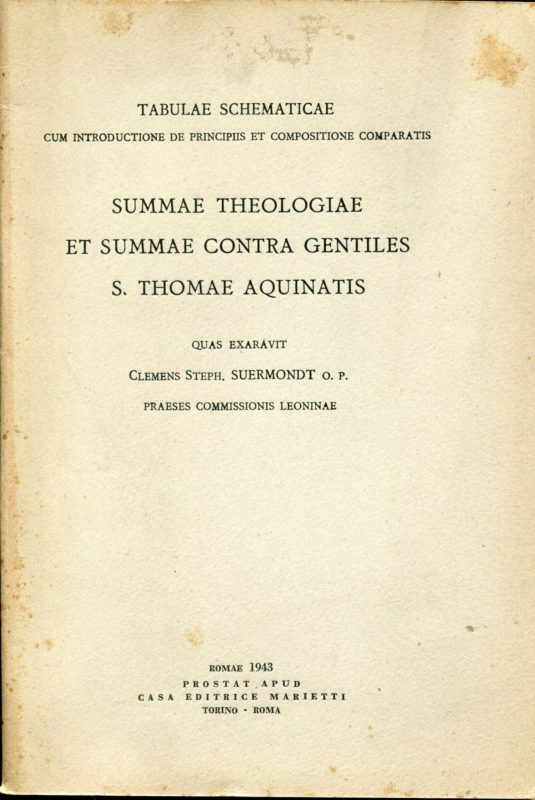 TABULAE SCHEMATICAE
CUM INTRODUCTIONE DE PRINCIPIIS ET COMPOSITIONE COMPARATIS
SUMMAE THEOLOGIAE
ET SUMMAE CONTRA GENTILES
S. THOMAE AQUINATIS
QUAS EXARAVIT
CLEMENS STEPH. SUERMONDT O. P.
PRAESES COMMISSIONIS LEONINAE
ROMAE 1943
PROSTAT APUD
CASA EDITRICE MARIETTI
TORINO - ROMA